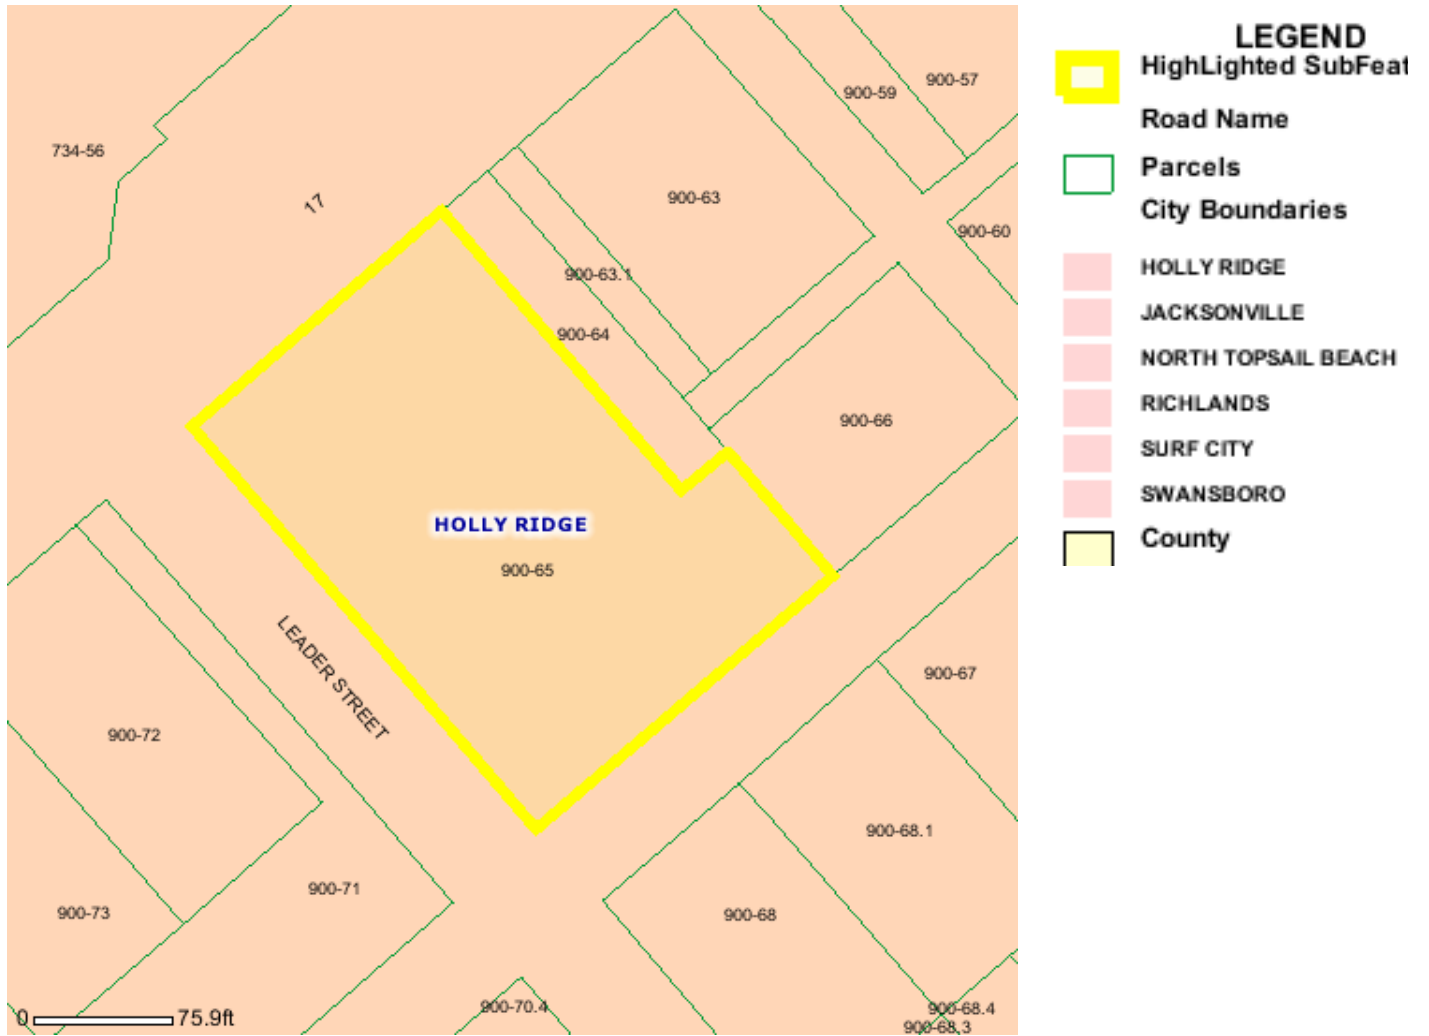 900-57
900-59
734-56
900-63
17
900-60
900-63.1
900-64
900-66
HOLLY RIDGE
900-65
LEADER STREET
900-67
900-72
900-68.1
900-71
900-73
900-68
900-70.4
900-68.4
900-68.3
0 75.9ft
LEGEND
HighLighted SubFeat
Road Name
Parcels
City Boundaries
HOLLY RIDGE
JACKSONVILLE
NORTH TOPSAIL BEACH
RICHLANDS
SURF CITY
SWANSBORO
County